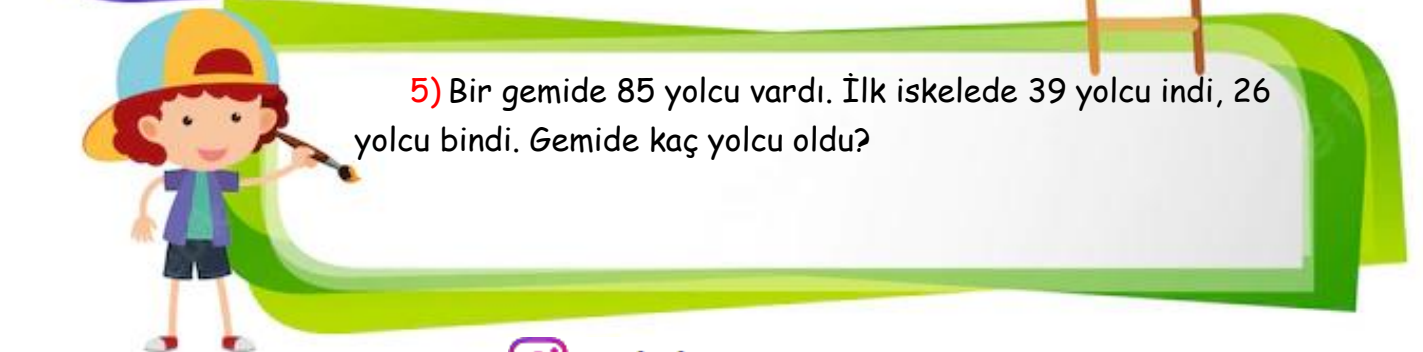 5) Bir gemide 85 yolcu vardı. İlk iskelede 39 yolcu indi, 26
yolcu bindi. Gemide kaç yolcu oldu?